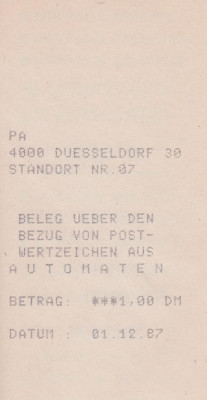 PA
4000 DUESSELDORF 30
STANDORT NR.07
BELEG UEBER DEN
BEZUG VON POST-
WERTZEICHEN AUS
A U T O M A T E N
BETRAG: ***1,00 DM
DATUM : 01.12.87